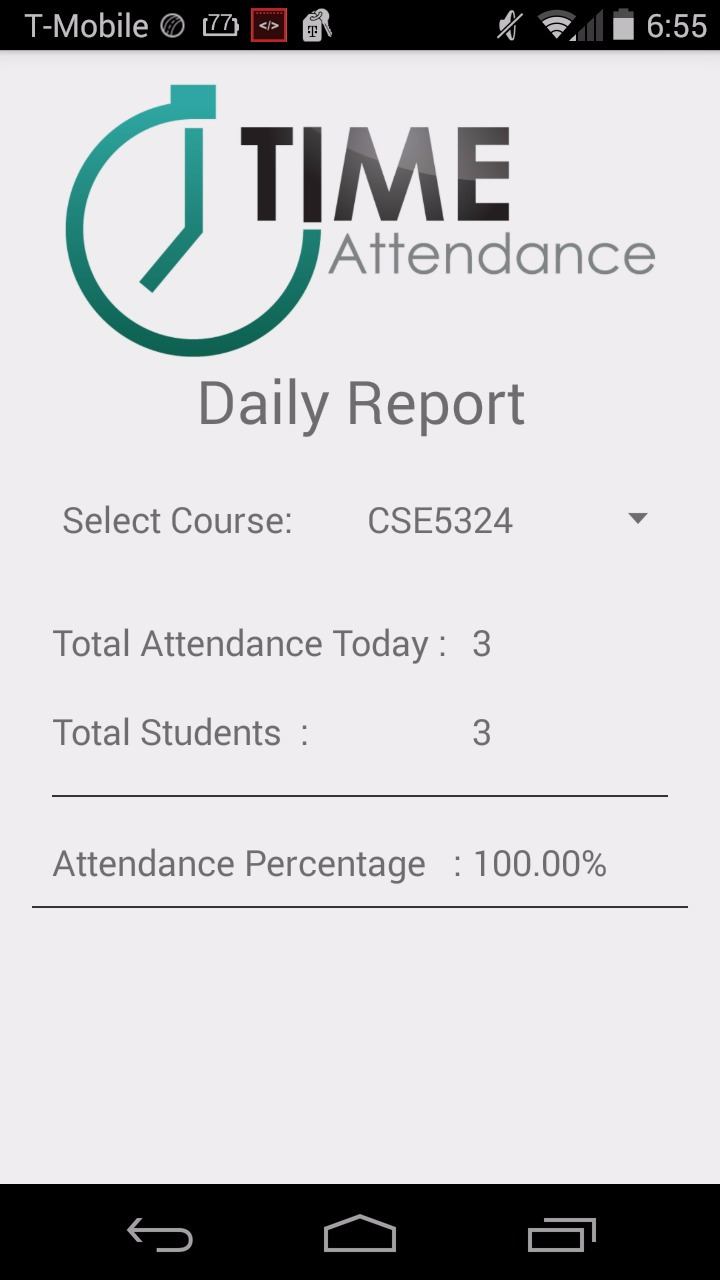 T-Mobile 77 </> T 6:55
TIME
Attendance
Daily Report
Select Course: CSE5324
Total Attendance Today : 3
Total Students : 3
Attendance Percentage : 100.00%